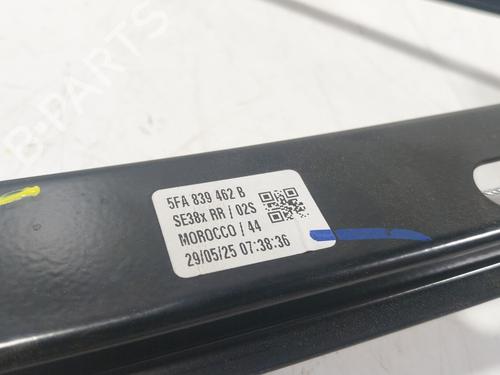 B-PARTS
5FA 839 462 B
SE38x RR / 02S
MOROCCO / 44
29/05/25 07:38:36